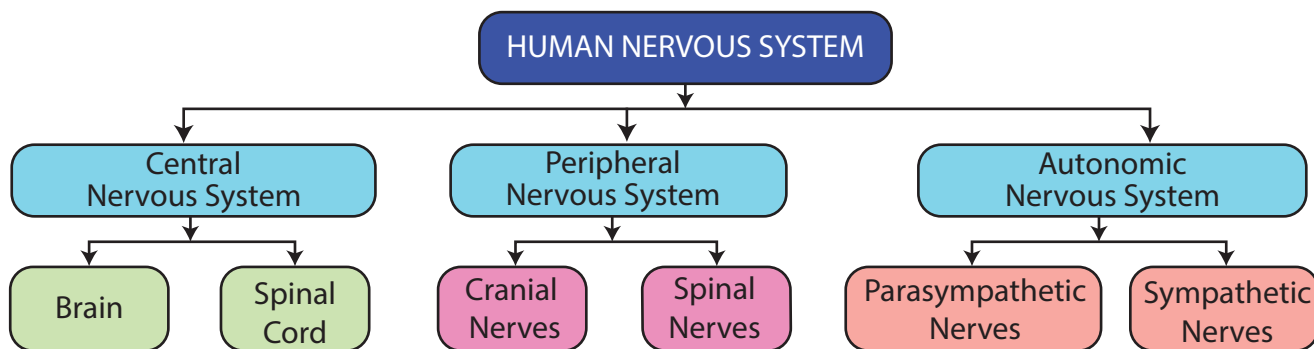 HUMAN NERVOUS SYSTEM
Central
Nervous System
Peripheral
Nervous System
Autonomic
Nervous System
Brain
Spinal
Cord
Cranial
Nerves
Spinal
Nerves
Parasympathetic
Nerves
Sympathetic
Nerves